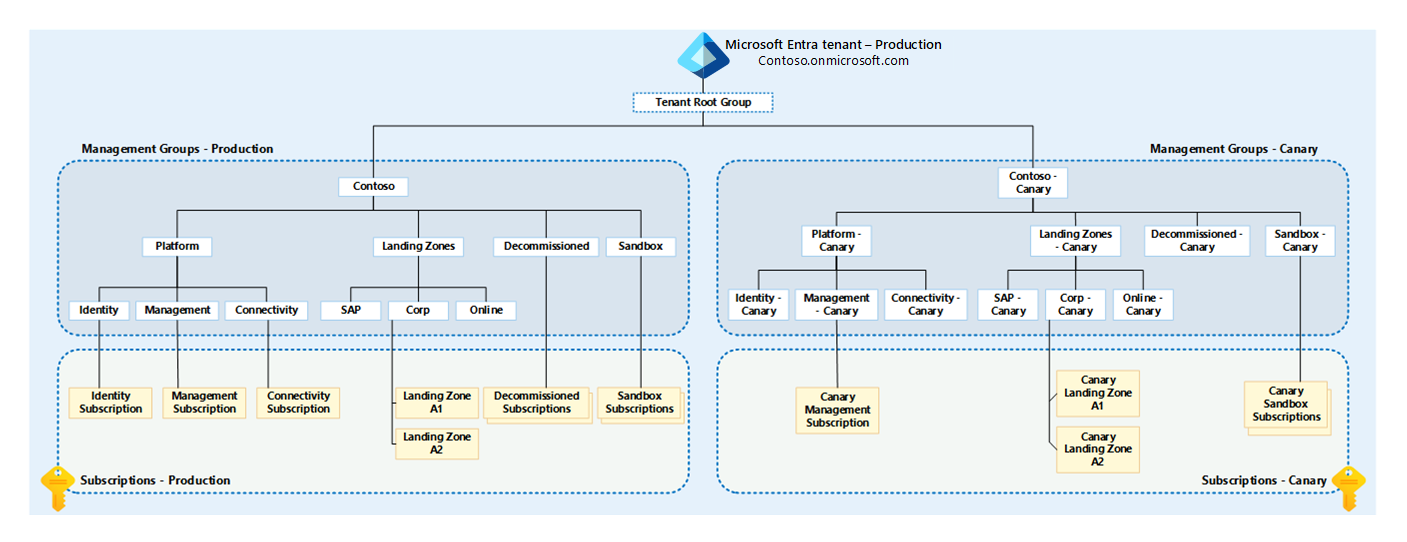 Microsoft Entra tenant – Production
Contoso.onmicrosoft.com
Tenant Root Group
Management Groups - Production
Contoso
Platform
Landing Zones
Decommissioned
Sandbox
Identity
Management
Connectivity
SAP
Corp
Online
Identity
Subscription
Management
Subscription
Connectivity
Subscription
Landing Zone
A1
Landing Zone
A2
Decommissioned
Subscriptions
Sandbox
Subscriptions
Subscriptions - Production
Management Groups - Canary
Contoso -
Canary
Platform -
Canary
Landing Zones
- Canary
Decommissioned -
Canary
Sandbox -
Canary
Identity -
Canary
Management
- Canary
Connectivity -
Canary
SAP -
Canary
Corp -
Canary
Online -
Canary
Canary
Management
Subscription
Canary
Landing Zone
A1
Canary
Landing Zone
A2
Canary
Sandbox
Subscriptions
Subscriptions - Canary